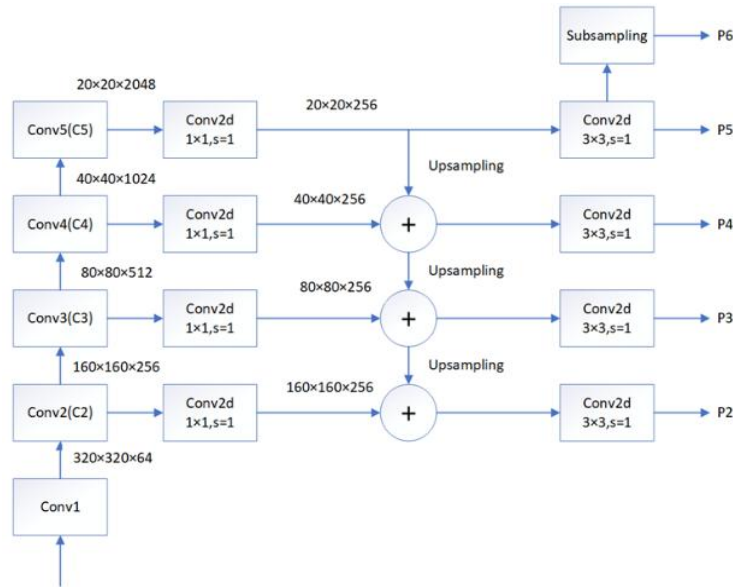 Subsampling
P6
20×20×2048
20×20×256
Conv5(C5)
Conv2d
1×1,s=1
Conv2d
3×3,s=1
P5
Upsampling
40×40×1024
40×40×256
Conv4(C4)
Conv2d
1×1,s=1
+
Conv2d
3×3,s=1
P4
Upsampling
80×80×512
80×80×256
Conv3(C3)
Conv2d
1×1,s=1
+
Conv2d
3×3,s=1
P3
Upsampling
160×160×256
160×160×256
Conv2(C2)
Conv2d
1×1,s=1
+
Conv2d
3×3,s=1
P2
320×320×64
Conv1